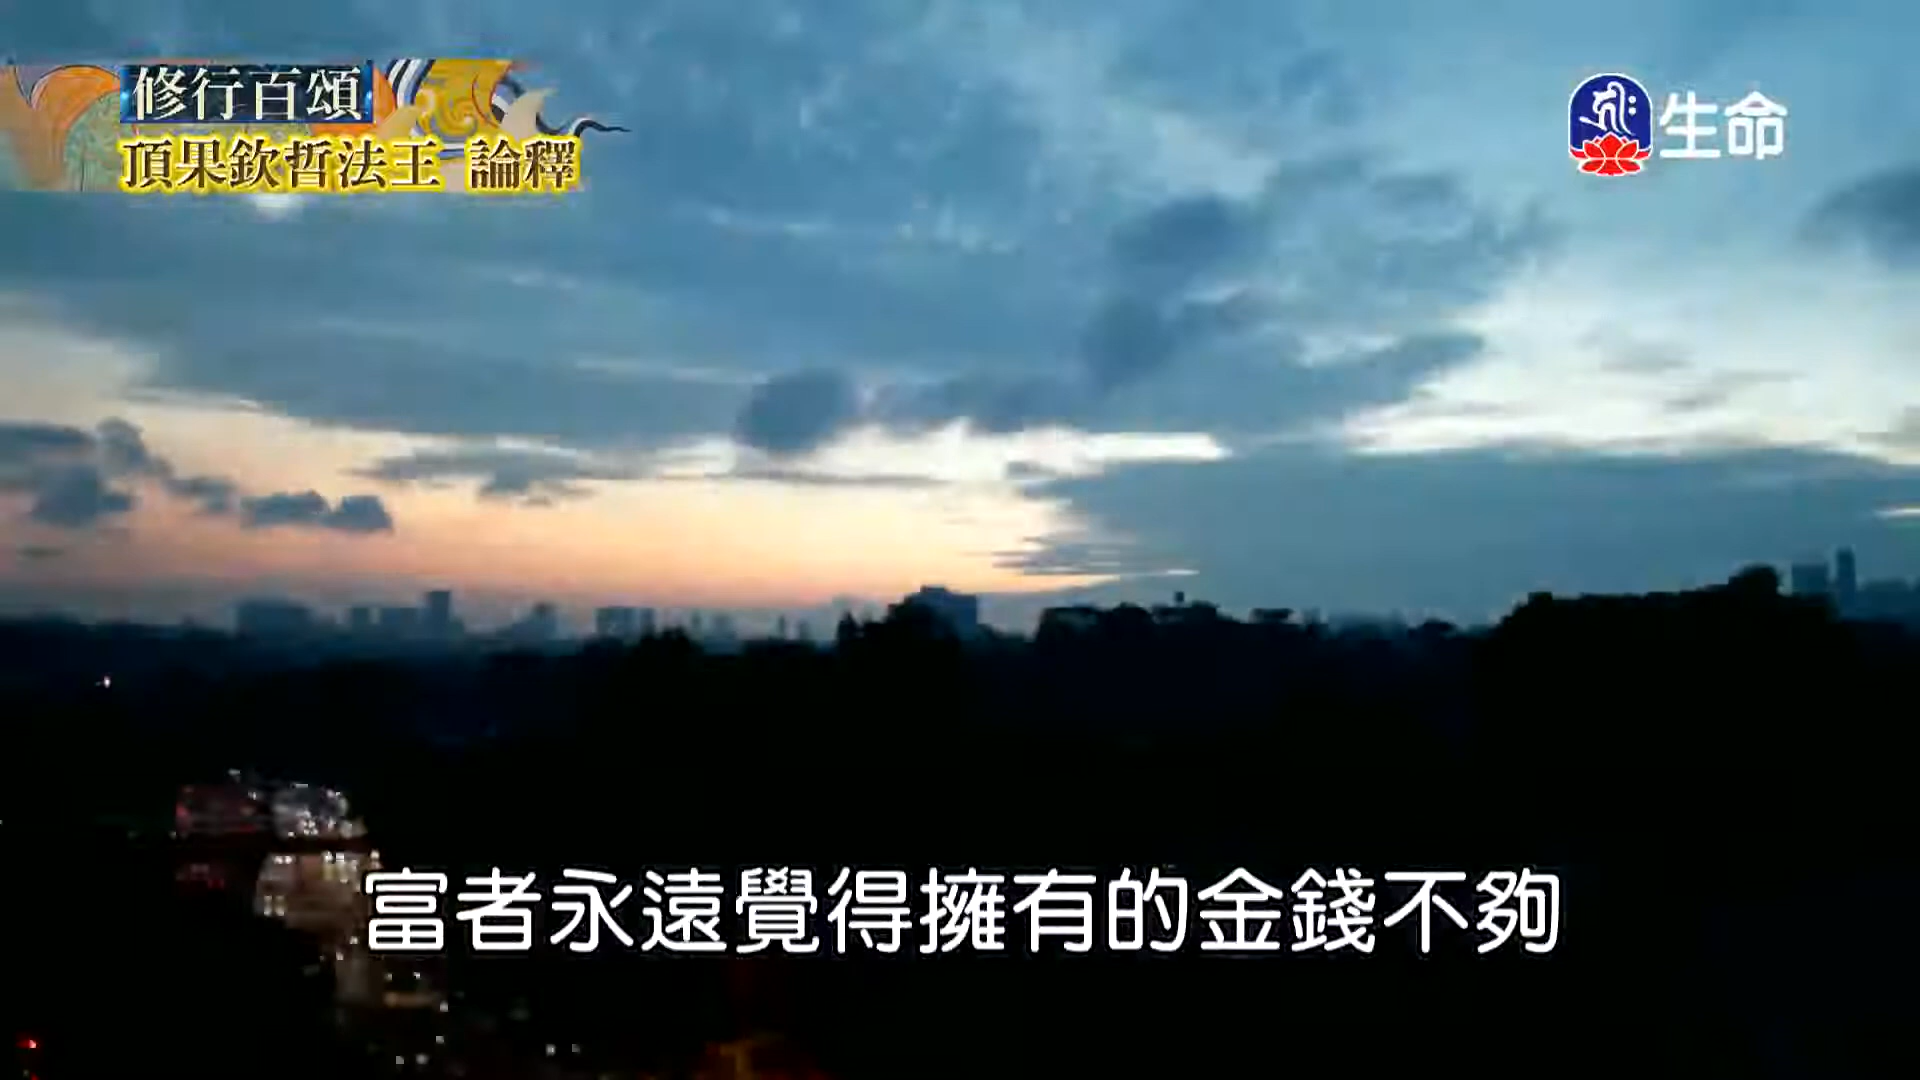 修行百頌
頂果欽哲法王 論釋
生命
富者永遠覺得擁有的金錢不夠